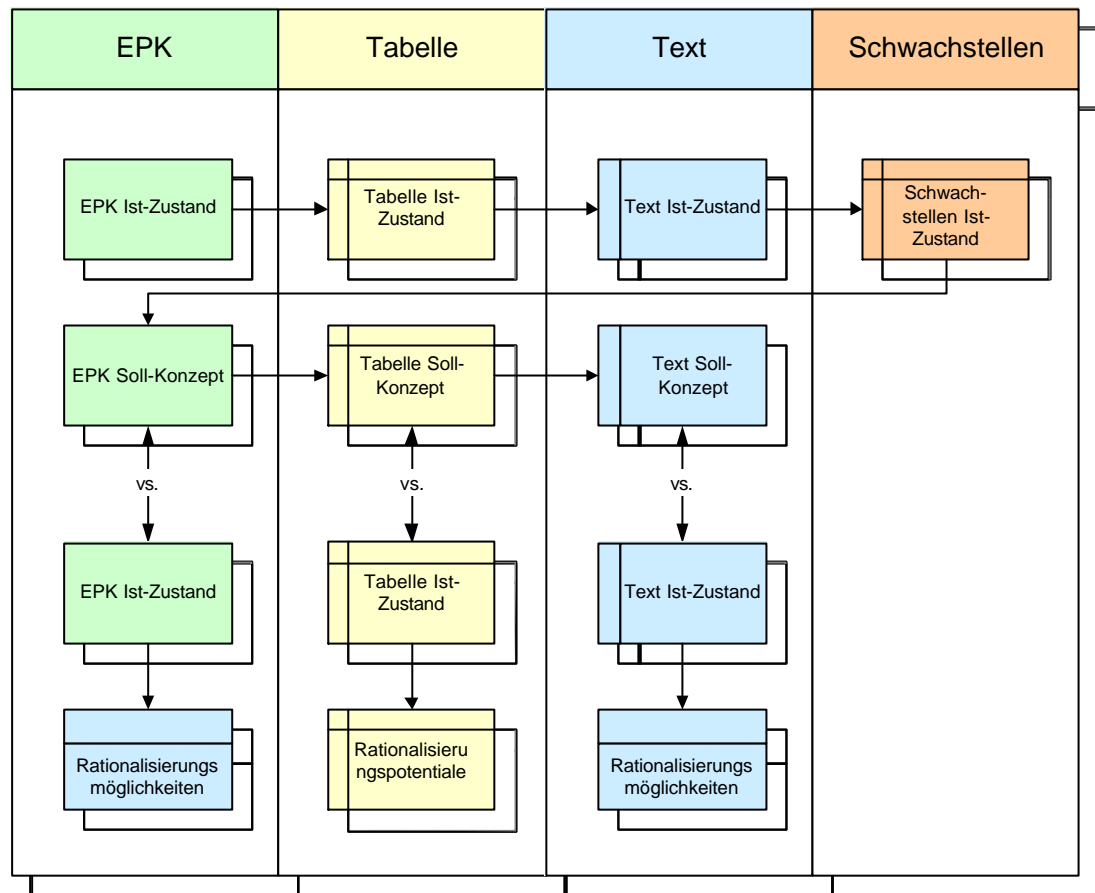 EPK
Tabelle
Text
Schwachstellen
EPK Ist-Zustand
Tabelle Ist-
Zustand
Text Ist-Zustand
Schwach-
stellen Ist-
Zustand
EPK Soll-Konzept
Tabelle Soll-
Konzept
Text Soll-
Konzept
vs.
vs.
vs.
EPK Ist-Zustand
Tabelle Ist-
Zustand
Text Ist-Zustand
Rationalisierungs
möglichkeiten
Rationalisieru
ngspotentiale
Rationalisierungs
möglichkeiten